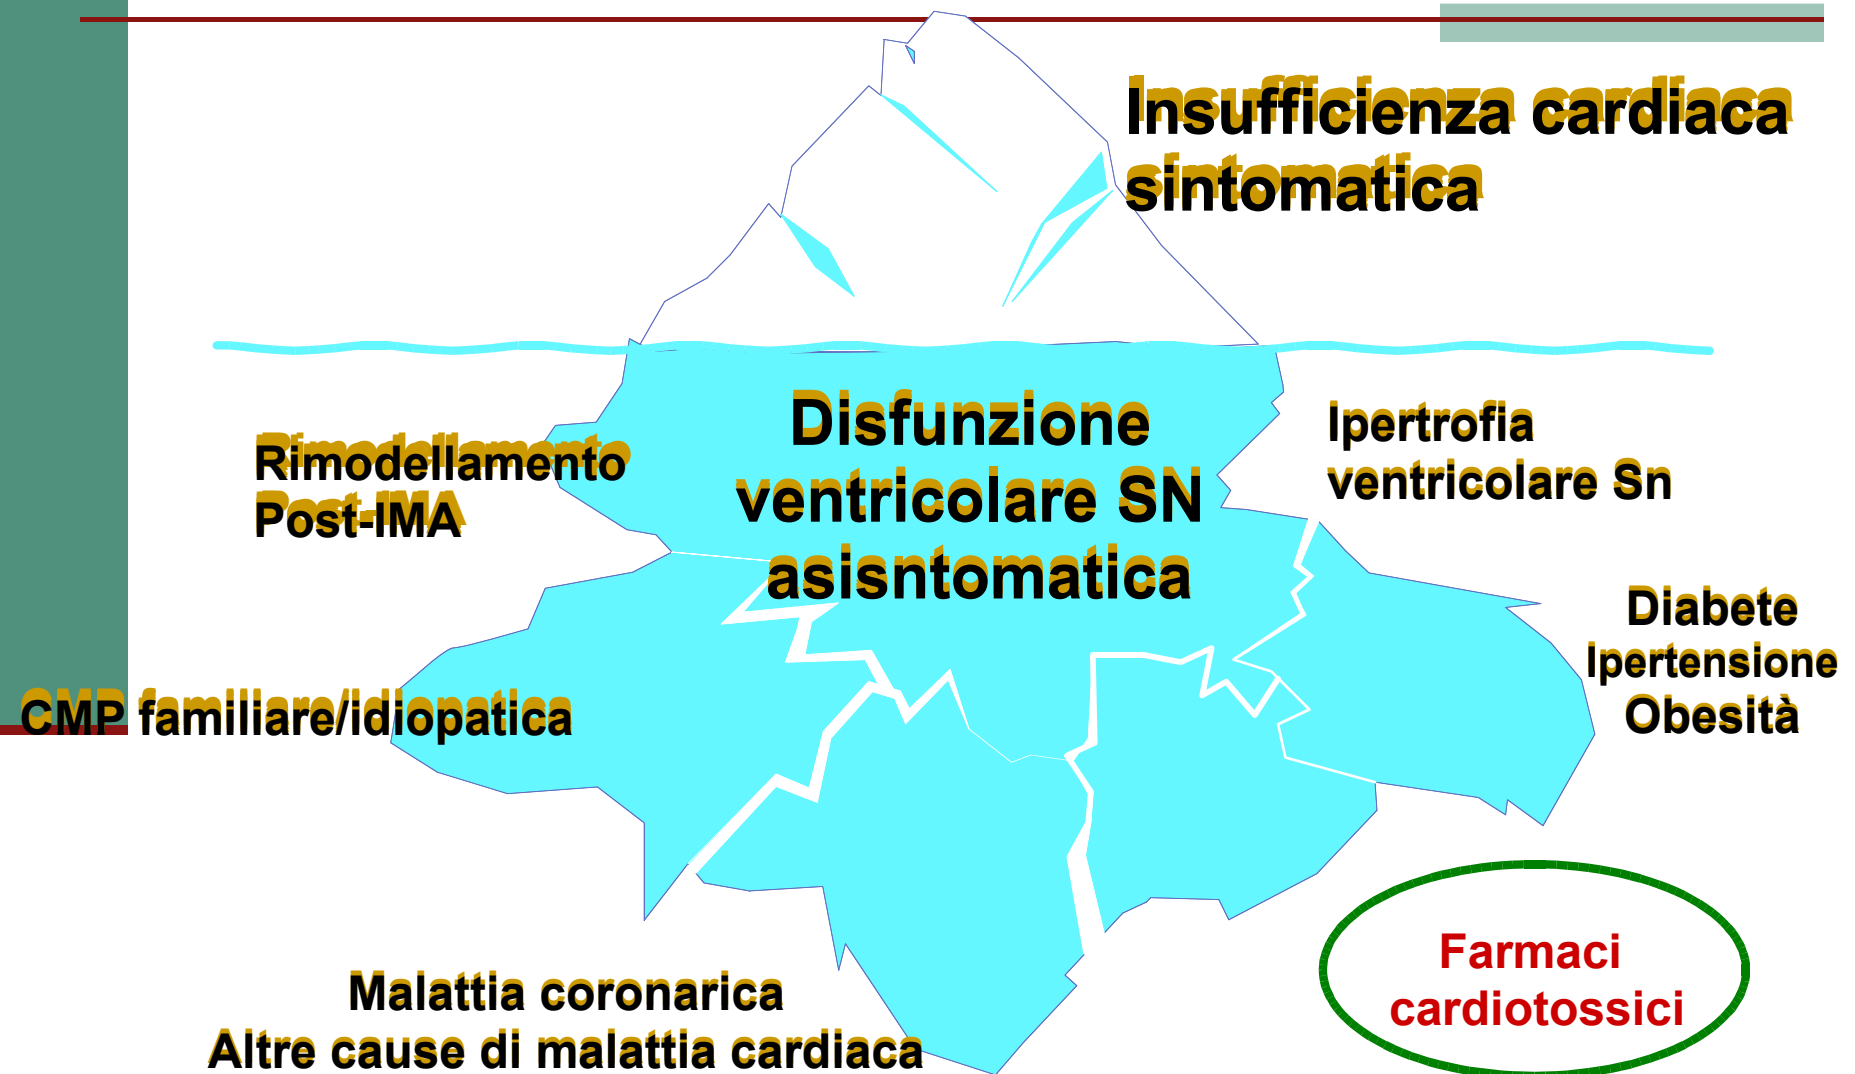 Insufficienza cardiaca
sintomatica
Disfunzione
ventricolare SN
asisntomatica
Rimodellamento
Post-IMA
Ipertrofia
ventricolare Sn
Diabete
Ipertensione
Obesità
CMP familiare/idiopatica
Malattia coronarica
Altre cause di malattia cardiaca
Farmaci
cardiotossici